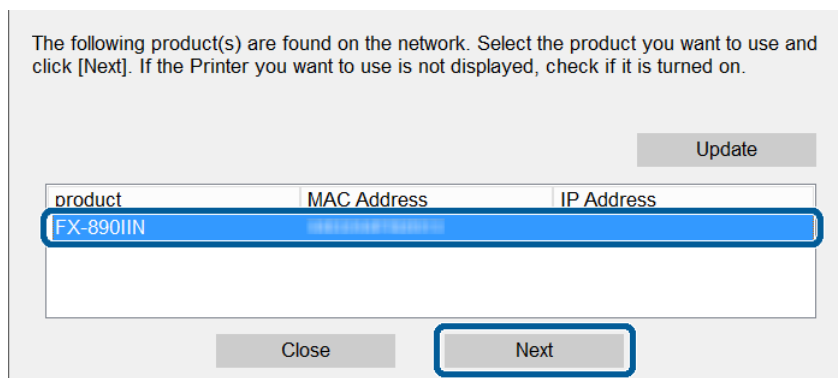 The following product(s) are found on the network. Select the product you want to use and
click [Next]. If the Printer you want to use is not displayed, check if it is turned on.
Update
product MAC Address IP Address
FX-890IIN
Close Next